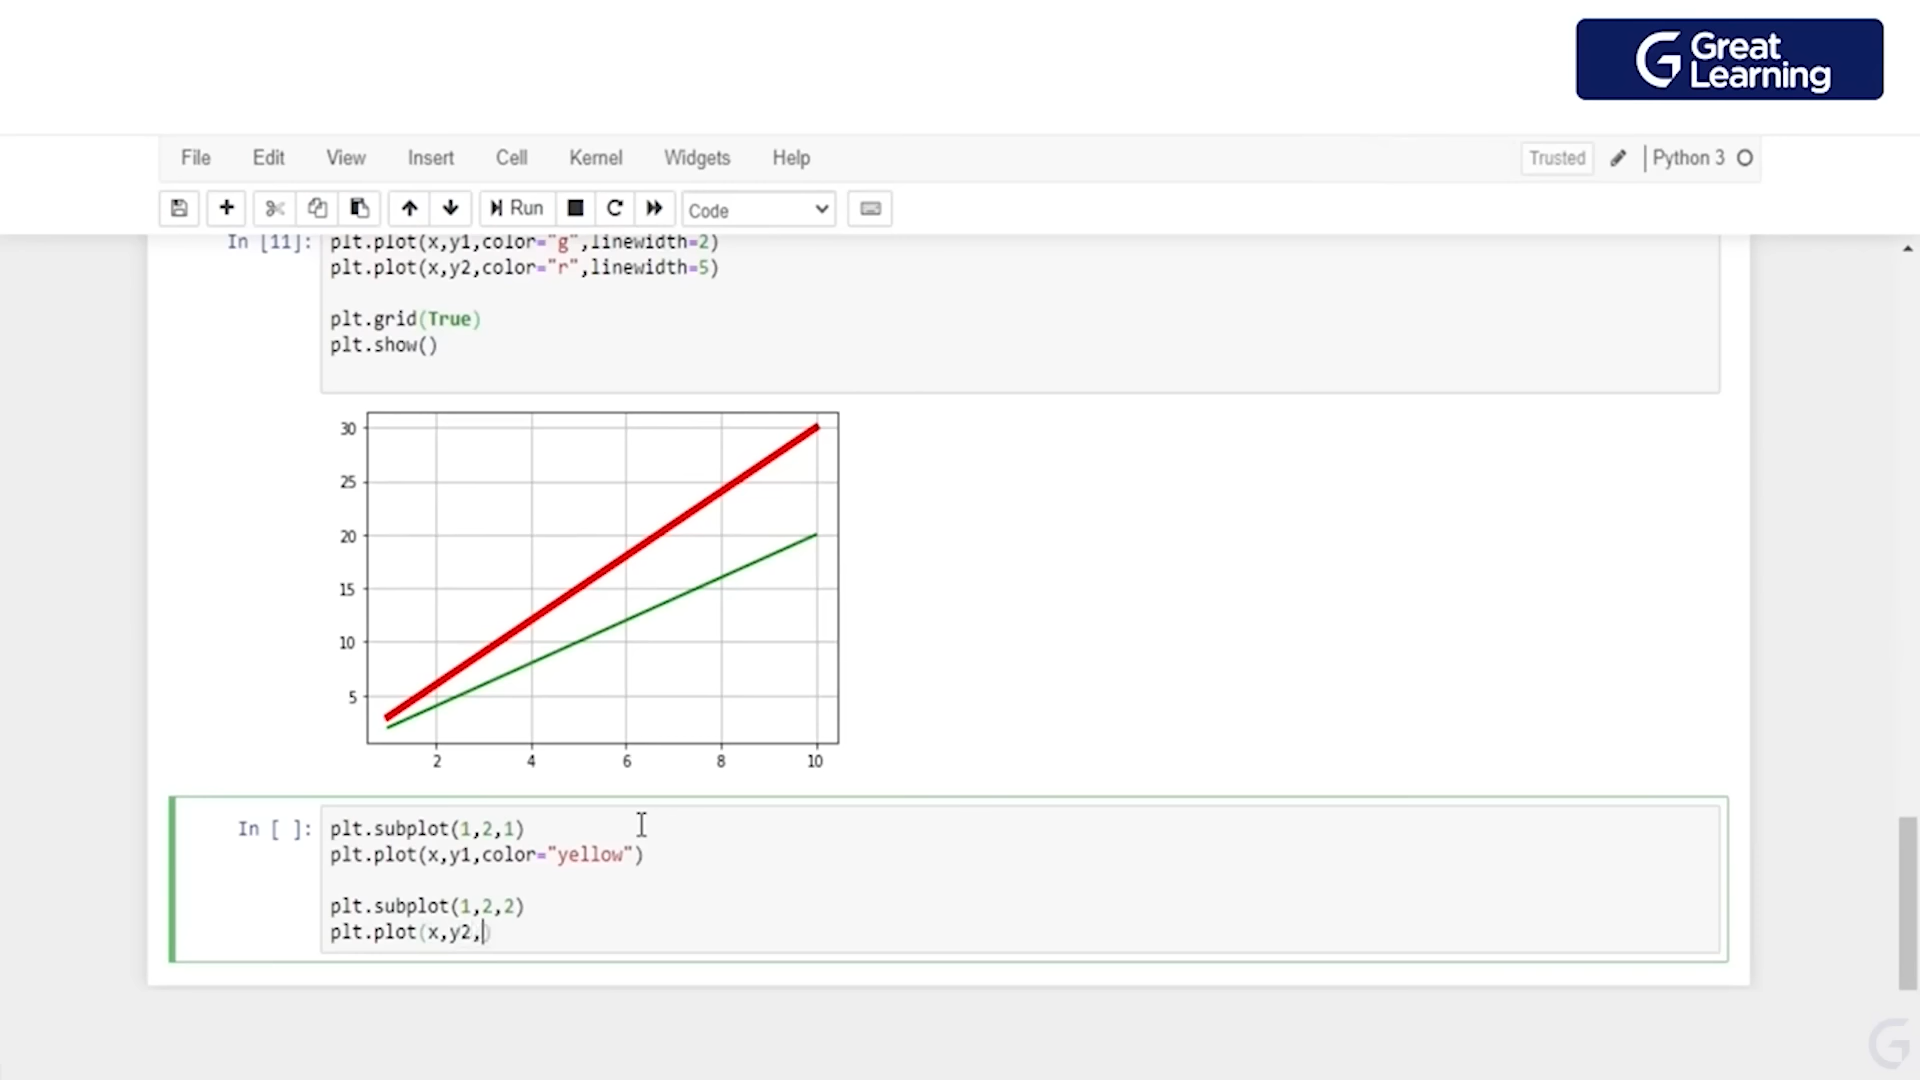 Great
Learning
File Edit View Insert Cell Kernel Widgets Help Trusted Python 3
Run Code
In [11]: plt.plot(x,y1,color="g",linewidth=2)
plt.plot(x,y2,color="r",linewidth=5)
plt.grid(True)
plt.show()
30
25
20
15
10
5
2 4 6 8 10
In [ ]: plt.subplot(1,2,1)
plt.plot(x,y1,color="yellow")
plt.subplot(1,2,2)
plt.plot(x,y2,)